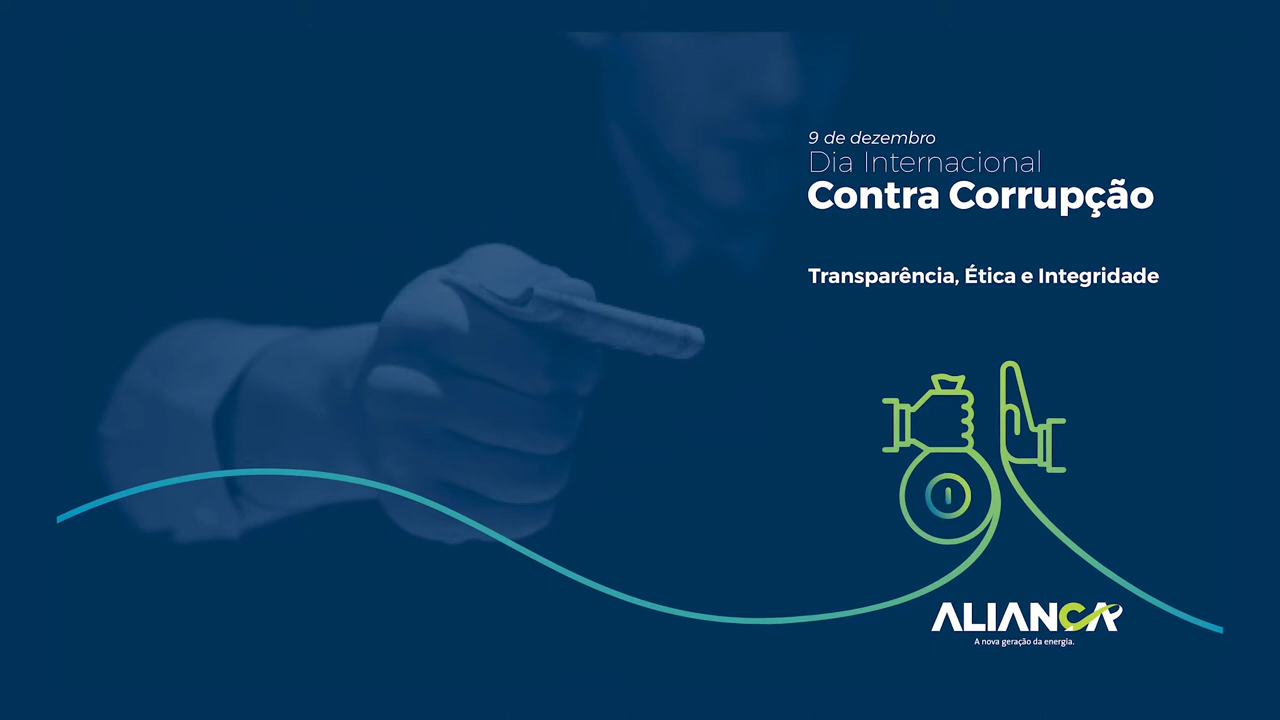 9 de dezembro
Dia Internacional
Contra Corrupção
Transparência, Ética e Integridade
ALIANÇA
A nova geração da energia.